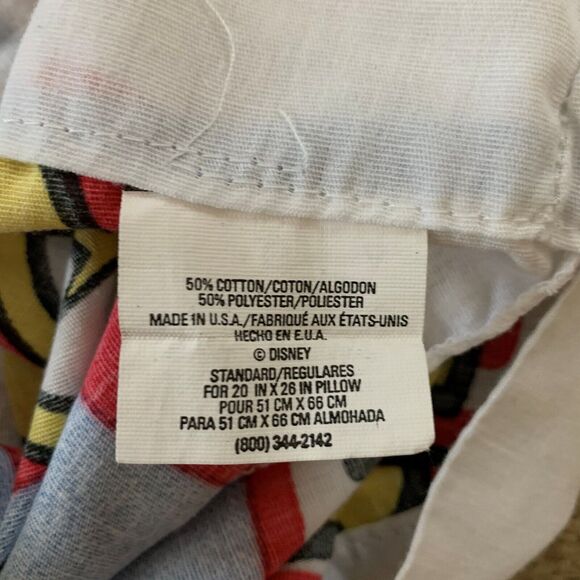 50% COTTON/COTON/ALGODON
50% POLYESTER/POLIESTER
MADE IN U.S.A./FABRIQUÉ AUX ÉTATS-UNIS
HECHO EN E.U.A.
© DISNEY
STANDARD/REGULARES
FOR 20 IN X 26 IN PILLOW
POUR 51 CM X 66 CM
PARA 51 CM X 66 CM ALMOHADA
(800) 344-2142